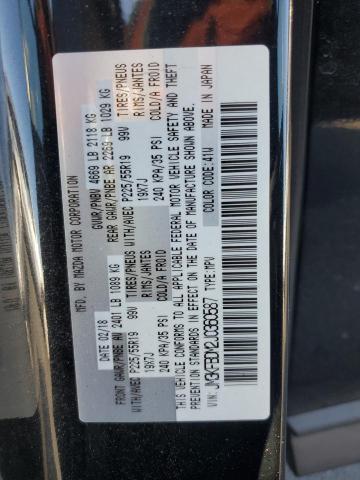 MFD. BY MAZDA MOTOR CORPORATION
DATE: 02/18 GVWR/PNBV 4669 LB 2118 KG
FRONT GAWR/PNBE AV 2401 LB 1089 KG REAR GAWR/PNBE AR 2269 LB 1029 KG
WITH/AVEC P225/55R19 99V TIRES/PNEUS WITH/AVEC P225/55R19 99V TIRES/PNEUS
19X7J RIMS/JANTES 19X7J RIMS/JANTES
240 KPA/35 PSI COLD/A FROID 240 KPA/35 PSI COLD/A FROID
THIS VEHICLE CONFORMS TO ALL APPLICABLE FEDERAL MOTOR VEHICLE SAFETY AND THEFT
PREVENTION STANDARDS IN EFFECT ON THE DATE OF MANUFACTURE SHOWN ABOVE.
VIN: JM3KFBDM2J0360587 TYPE:MPV COLOR CODE:41W MADE IN JAPAN